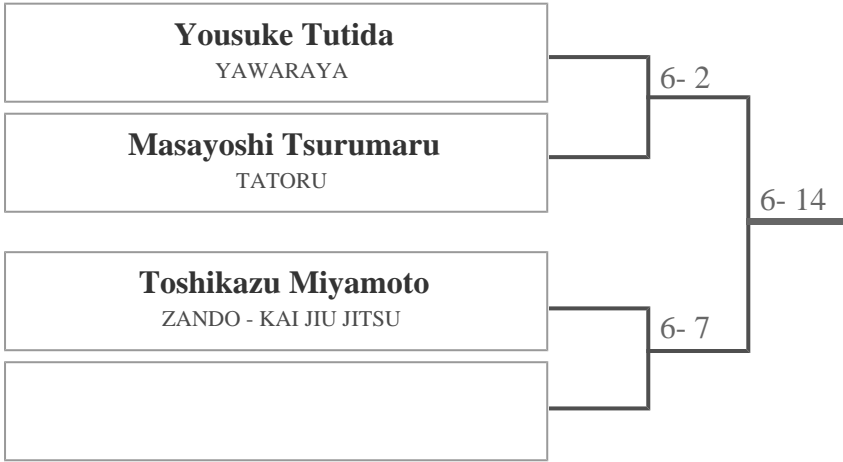 Yousuke Tutida
YAWARAYA
6- 2
Masayoshi Tsurumaru
TATORU
6- 14
Toshikazu Miyamoto
ZANDO - KAI JIU JITSU
6- 7